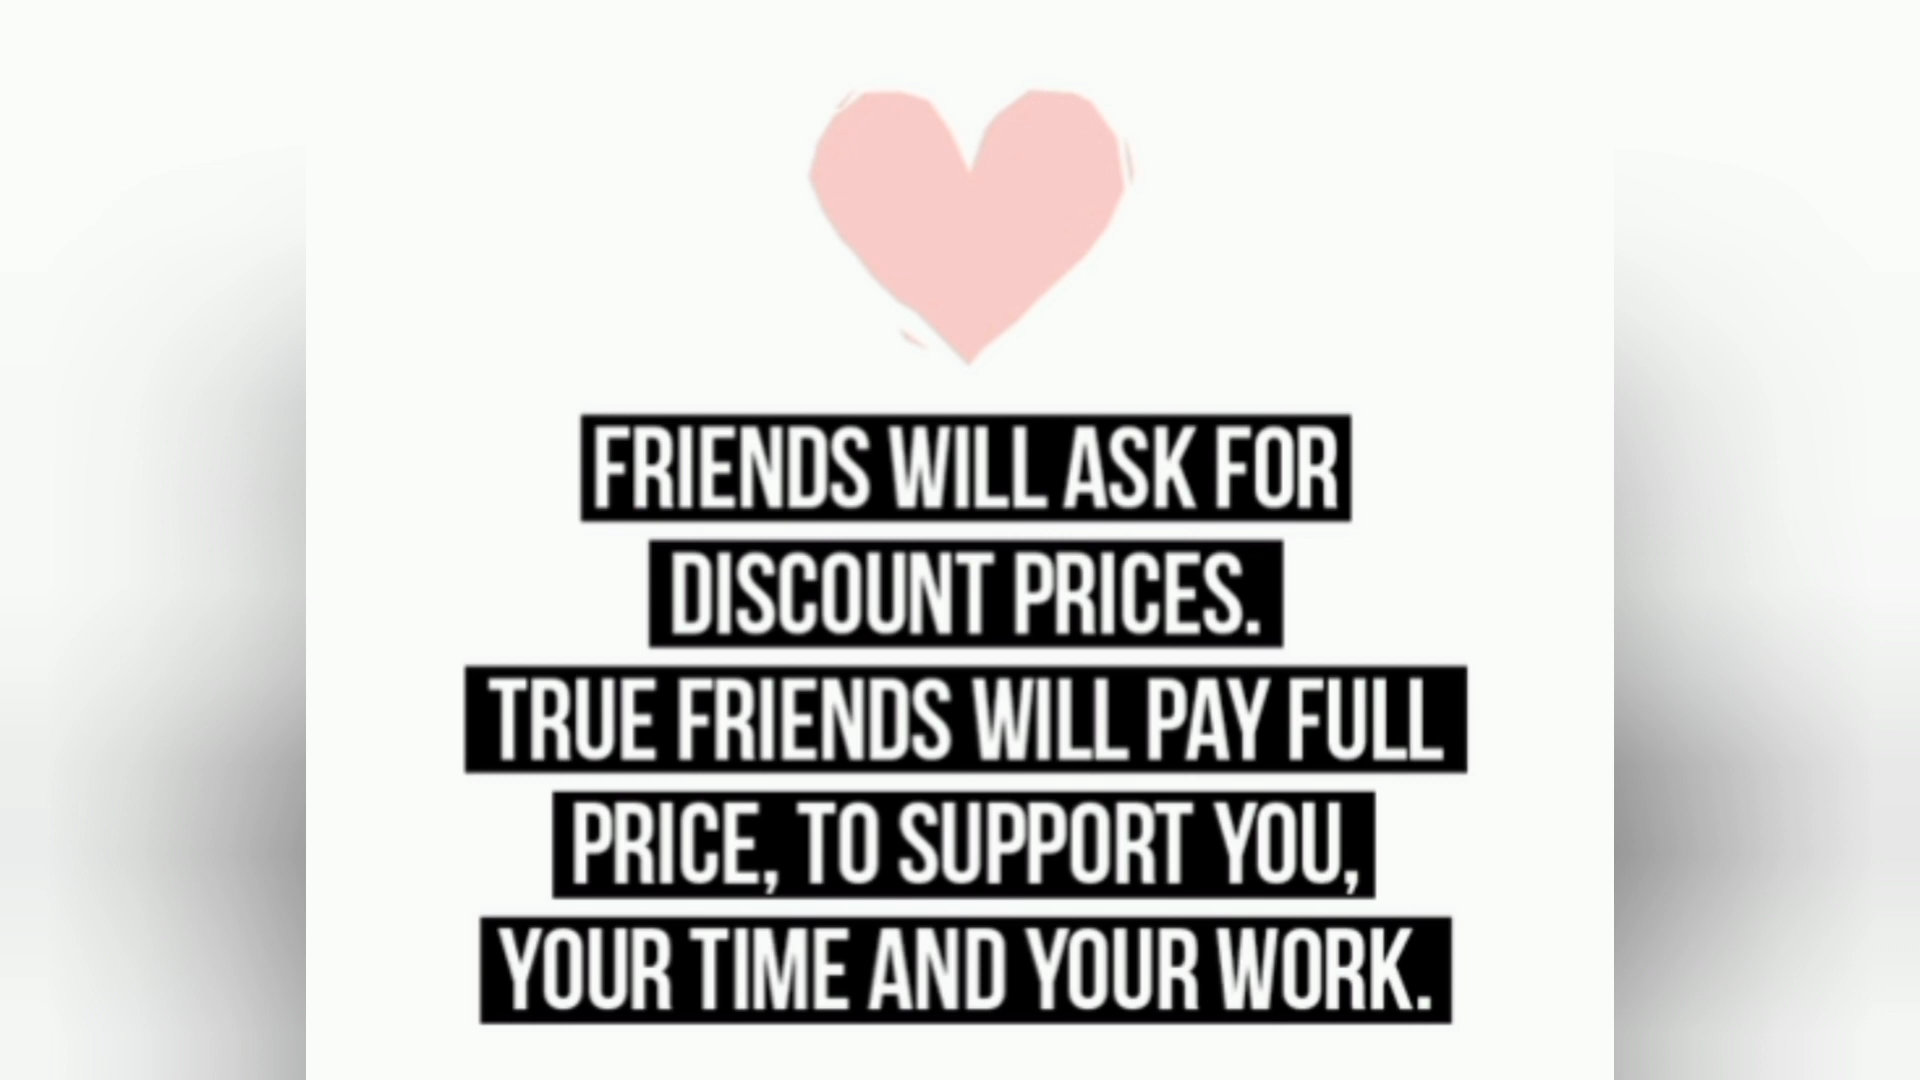 FRIENDS WILL ASK FOR
DISCOUNT PRICES.
TRUE FRIENDS WILL PAY FULL
PRICE, TO SUPPORT YOU,
YOUR TIME AND YOUR WORK.